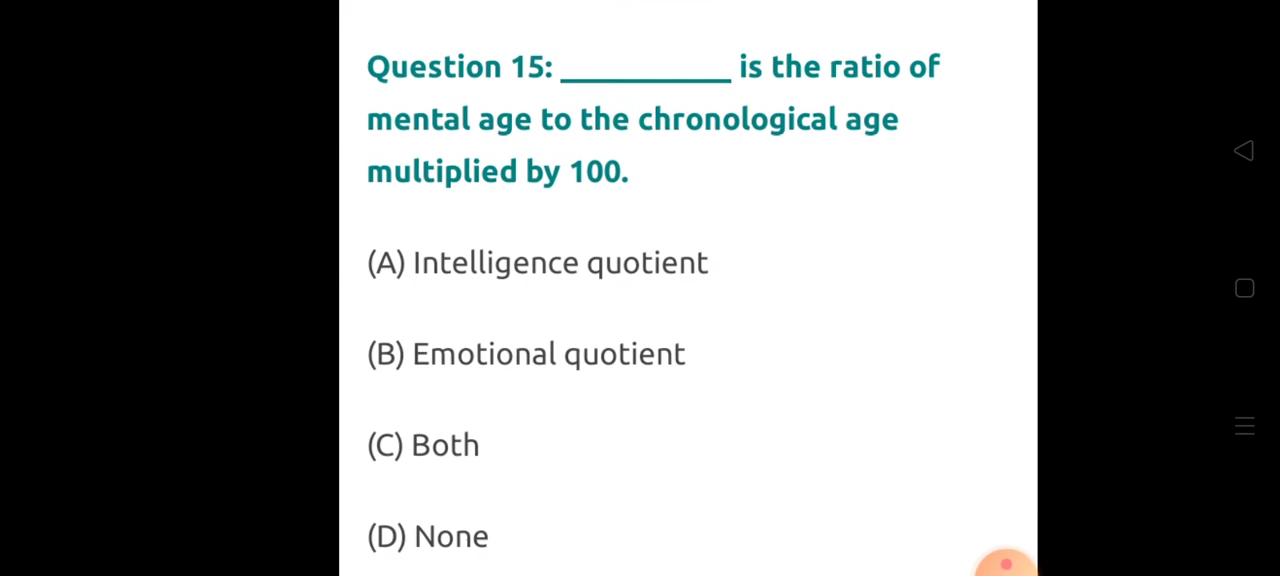 Question 15: __________ is the ratio of
mental age to the chronological age
multiplied by 100.
(A) Intelligence quotient
(B) Emotional quotient
(C) Both
(D) None